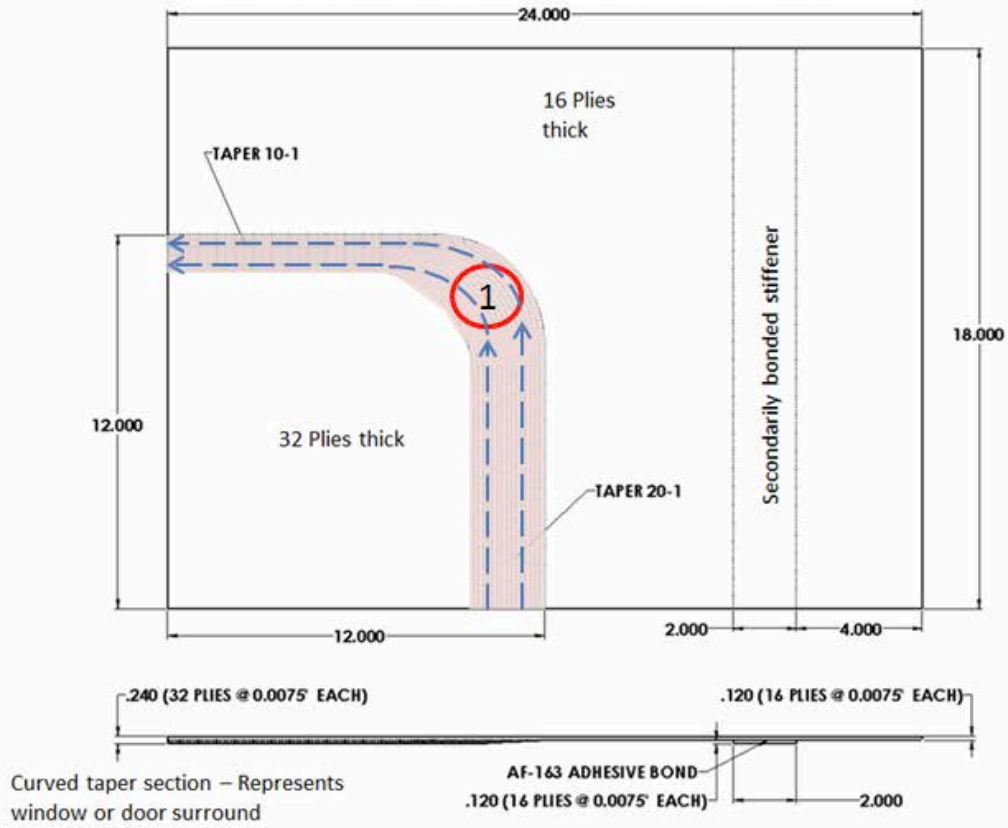 24.000
16 Plies
thick
TAPER 10-1
1
Secondarily bonded stiffener
18.000
12.000
32 Plies thick
TAPER 20-1
12.000
2.000
4.000
.240 (32 PLIES @ 0.0075" EACH)
.120 (16 PLIES @ 0.0075" EACH)
AF-163 ADHESIVE BOND
.120 (16 PLIES @ 0.0075" EACH)
2.000
Curved taper section – Represents
window or door surround